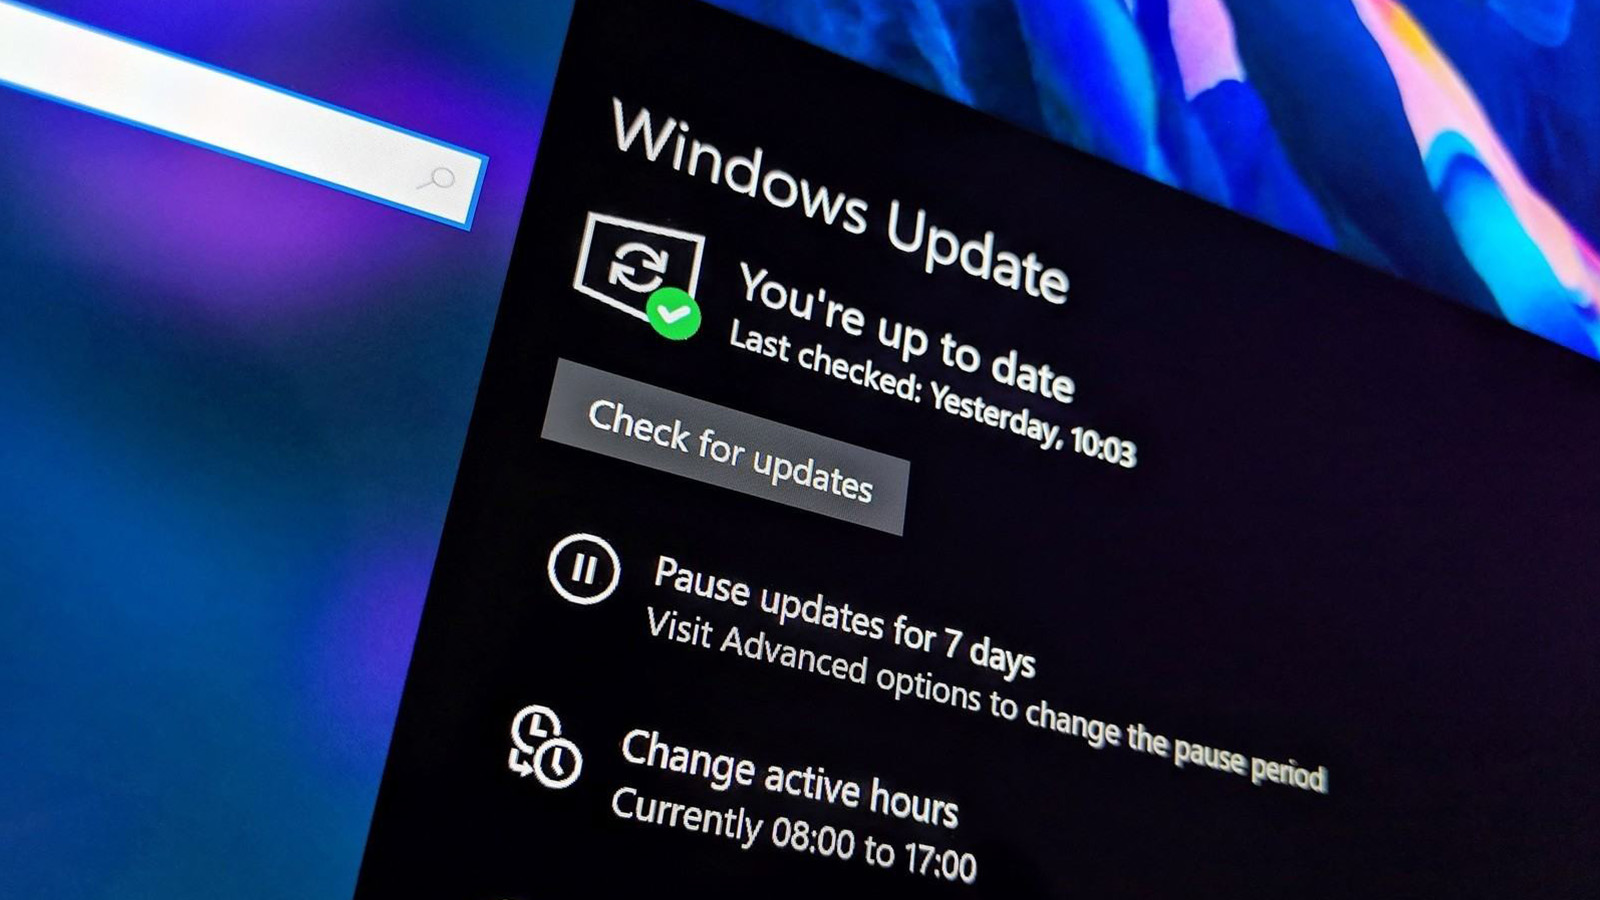 Windows Update
You're up to date
Last checked: Yesterday, 10:03
Check for updates
Pause updates for 7 days
Visit Advanced options to change the pause period
Change active hours
Currently 08:00 to 17:00